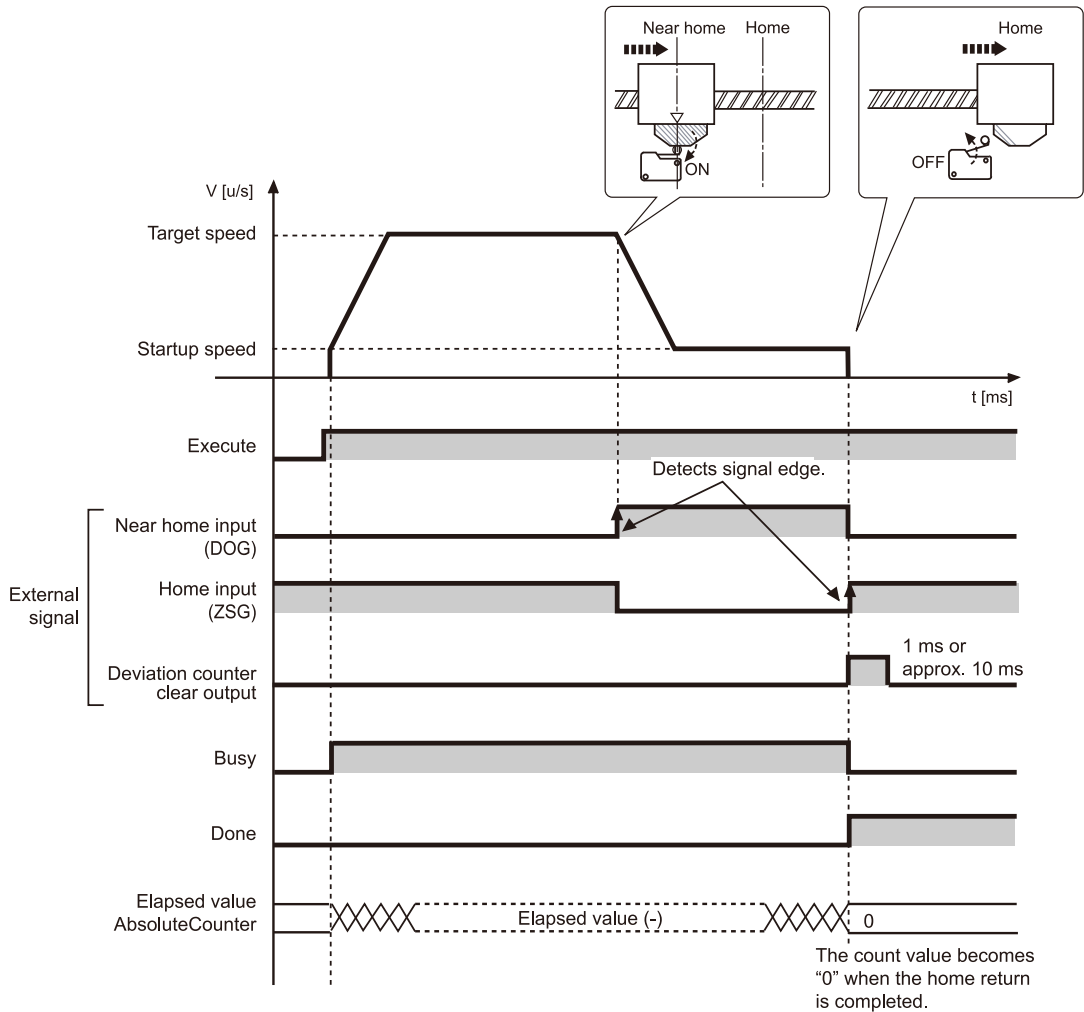 Near home
Home
ON
Home
OFF
V [u/s]
Target speed
Startup speed
t [ms]
Execute
Detects signal edge.
Near home input
(DOG)
External
signal
Home input
(ZSG)
Deviation counter
clear output
1 ms or
approx. 10 ms
Busy
Done
Elapsed value
AbsoluteCounter
Elapsed value (-)
0
The count value becomes
“0” when the home return
is completed.